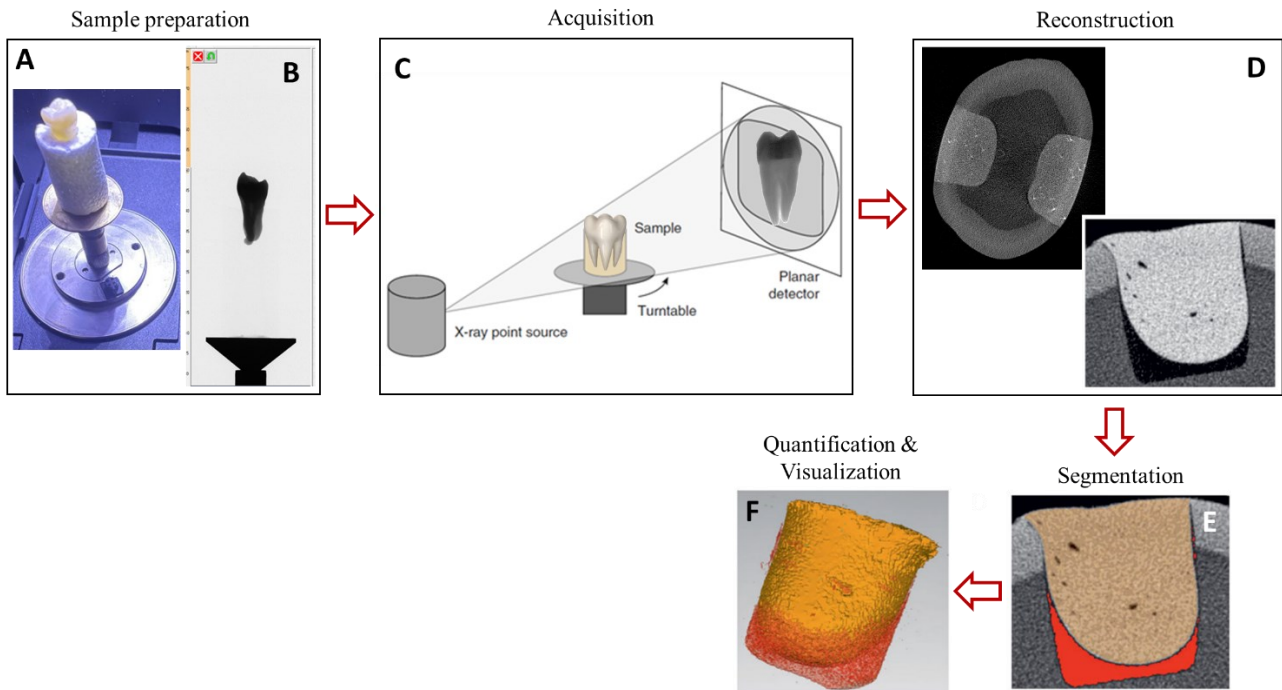 Sample preparation
Acquisition
Reconstruction
A
B
C
D
Sample
Planar
detector
Turntable
X-ray point source
Quantification &
Visualization
Segmentation
F
E